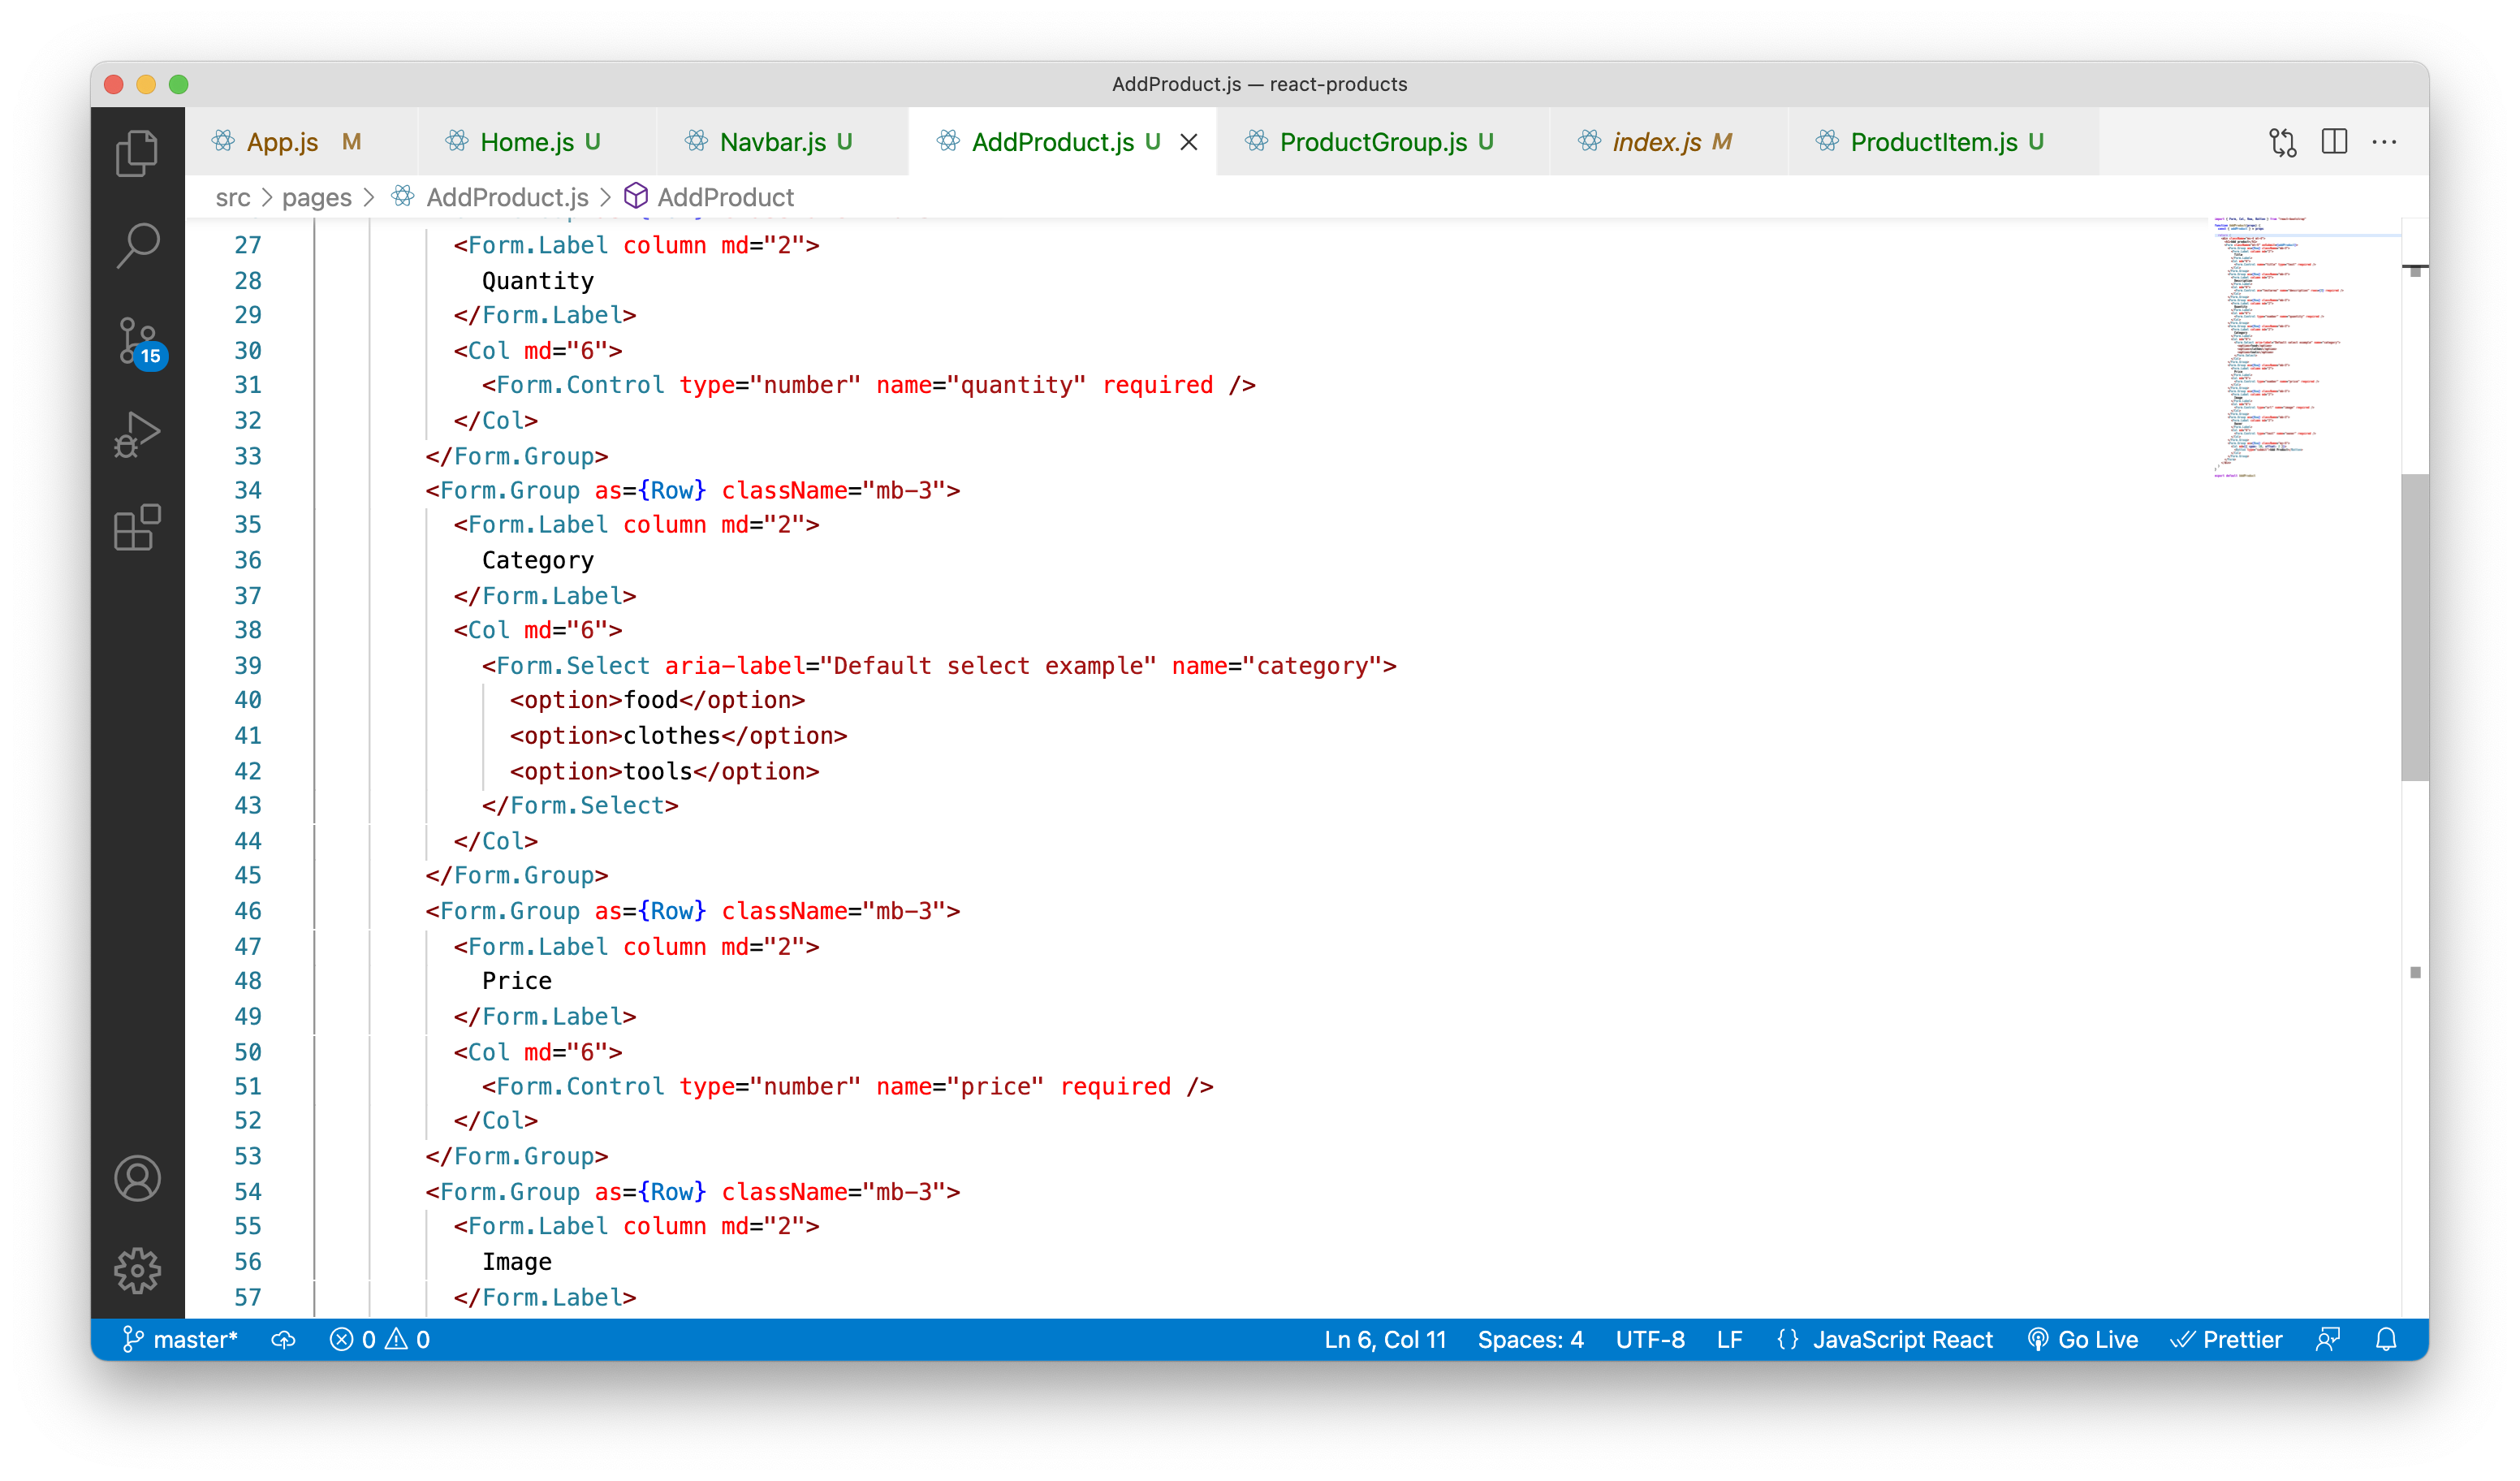 AddProduct.js — react-products
App.js M Home.js U Navbar.js U AddProduct.js U ProductGroup.js U index.js M ProductItem.js U
src > pages > AddProduct.js > AddProduct
27 <Form.Label column md="2">
28 Quantity
29 </Form.Label>
30 <Col md="6">
31 <Form.Control type="number" name="quantity" required />
32 </Col>
33 </Form.Group>
34 <Form.Group as={Row} className="mb-3">
35 <Form.Label column md="2">
36 Category
37 </Form.Label>
38 <Col md="6">
39 <Form.Select aria-label="Default select example" name="category">
40 <option>food</option>
41 <option>clothes</option>
42 <option>tools</option>
43 </Form.Select>
44 </Col>
45 </Form.Group>
46 <Form.Group as={Row} className="mb-3">
47 <Form.Label column md="2">
48 Price
49 </Form.Label>
50 <Col md="6">
51 <Form.Control type="number" name="price" required />
52 </Col>
53 </Form.Group>
54 <Form.Group as={Row} className="mb-3">
55 <Form.Label column md="2">
56 Image
57 </Form.Label>
15
master* 0 0 Ln 6, Col 11 Spaces: 4 UTF-8 LF {} JavaScript React Go Live Prettier